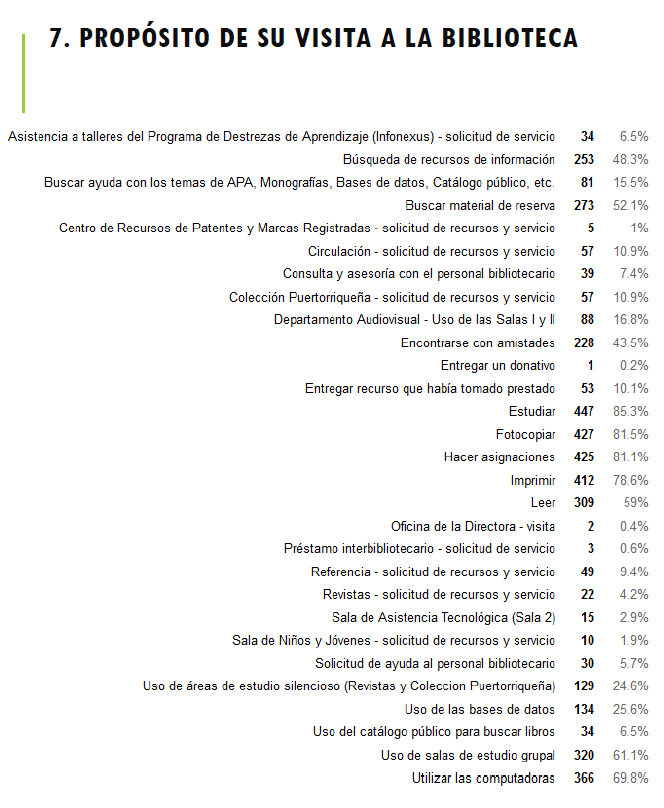 7. PROPÓSITO DE SU VISITA A LA BIBLIOTECA
Asistencia a talleres del Programa de Destrezas de Aprendizaje (Infonexus) - solicitud de servicio 34 6.5%
Búsqueda de recursos de información 253 48.3%
Buscar ayuda con los temas de APA, Monografías, Bases de datos, Catálogo público, etc. 81 15.5%
Buscar material de reserva 273 52.1%
Centro de Recursos de Patentes y Marcas Registradas - solicitud de recursos y servicio 5 1%
Circulación - solicitud de recursos y servicio 57 10.9%
Consulta y asesoría con el personal bibliotecario 39 7.4%
Colección Puertorriqueña - solicitud de recursos y servicio 57 10.9%
Departamento Audiovisual - Uso de las Salas I y II 88 16.8%
Encontrarse con amistades 228 43.5%
Entregar un donativo 1 0.2%
Entregar recurso que había tomado prestado 53 10.1%
Estudiar 447 85.3%
Fotocopiar 427 81.5%
Hacer asignaciones 425 81.1%
Imprimir 412 78.6%
Leer 309 59%
Oficina de la Directora - visita 2 0.4%
Préstamo interbibliotecario - solicitud de servicio 3 0.6%
Referencia - solicitud de recursos y servicio 49 9.4%
Revistas - solicitud de recursos y servicio 22 4.2%
Sala de Asistencia Tecnológica (Sala 2) 15 2.9%
Sala de Niños y Jóvenes - solicitud de recursos y servicio 10 1.9%
Solicitud de ayuda al personal bibliotecario 30 5.7%
Uso de áreas de estudio silencioso (Revistas y Coleccion Puertorriqueña) 129 24.6%
Uso de las bases de datos 134 25.6%
Uso del catálogo público para buscar libros 34 6.5%
Uso de salas de estudio grupal 320 61.1%
Utilizar las computadoras 366 69.8%